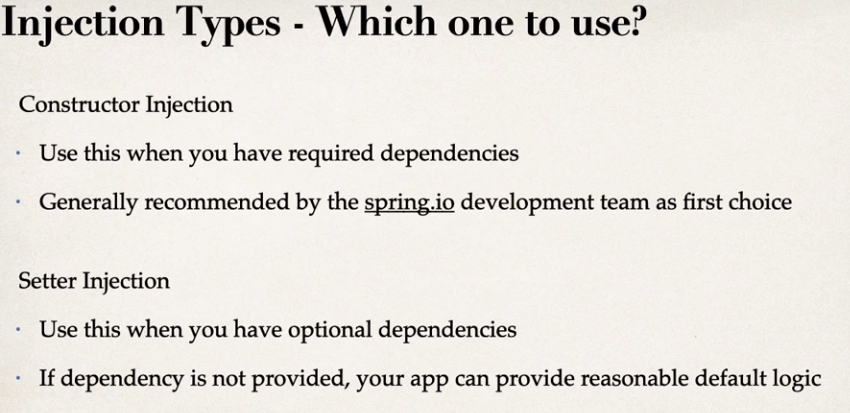 Injection Types - Which one to use?
Constructor Injection
• Use this when you have required dependencies
• Generally recommended by the spring.io development team as first choice
Setter Injection
• Use this when you have optional dependencies
• If dependency is not provided, your app can provide reasonable default logic